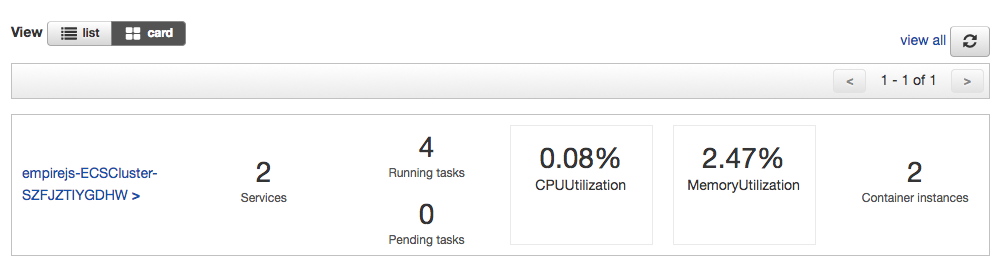 View list card
view all
< 1 - 1 of 1 >
empirejs-ECSCluster-
SZFJZTIYGDHW >
2
Services
4
Running tasks
0
Pending tasks
0.08%
CPUUtilization
2.47%
MemoryUtilization
2
Container instances